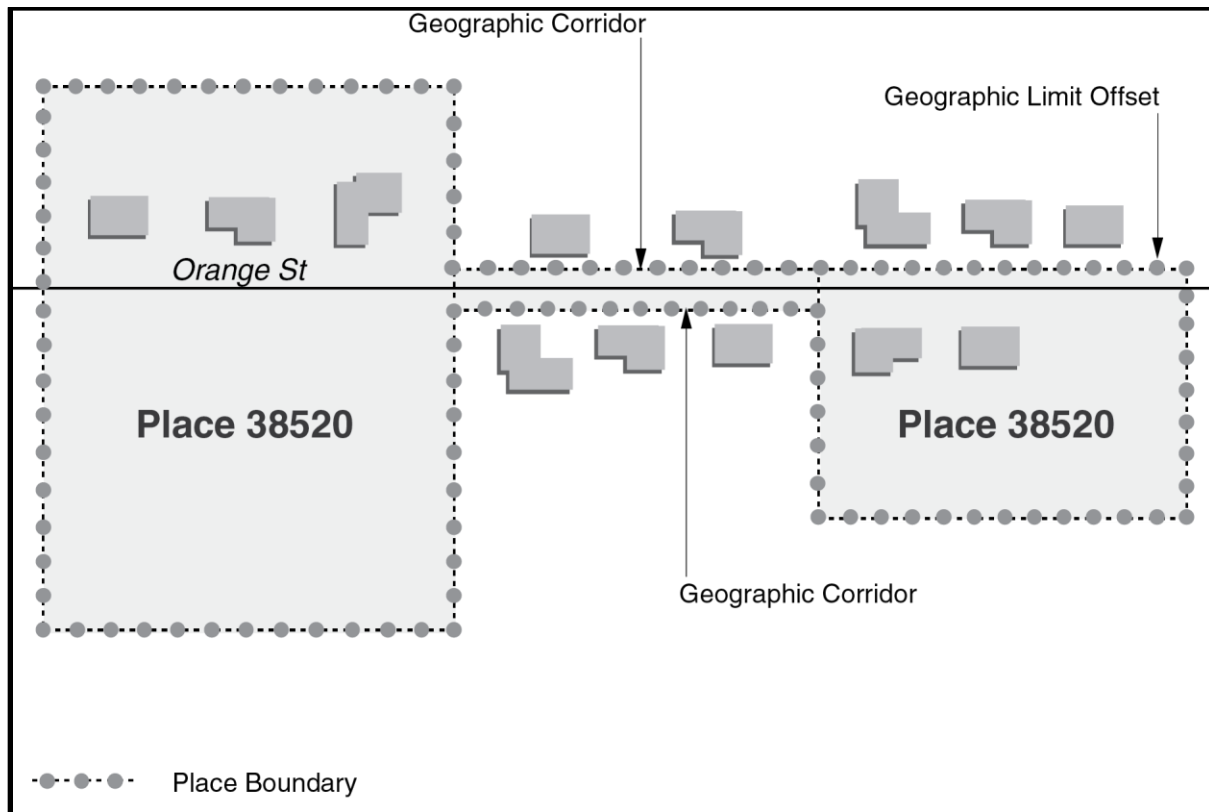 Geographic Corridor
Geographic Limit Offset
Orange St
Place 38520
Place 38520
Geographic Corridor
Place Boundary